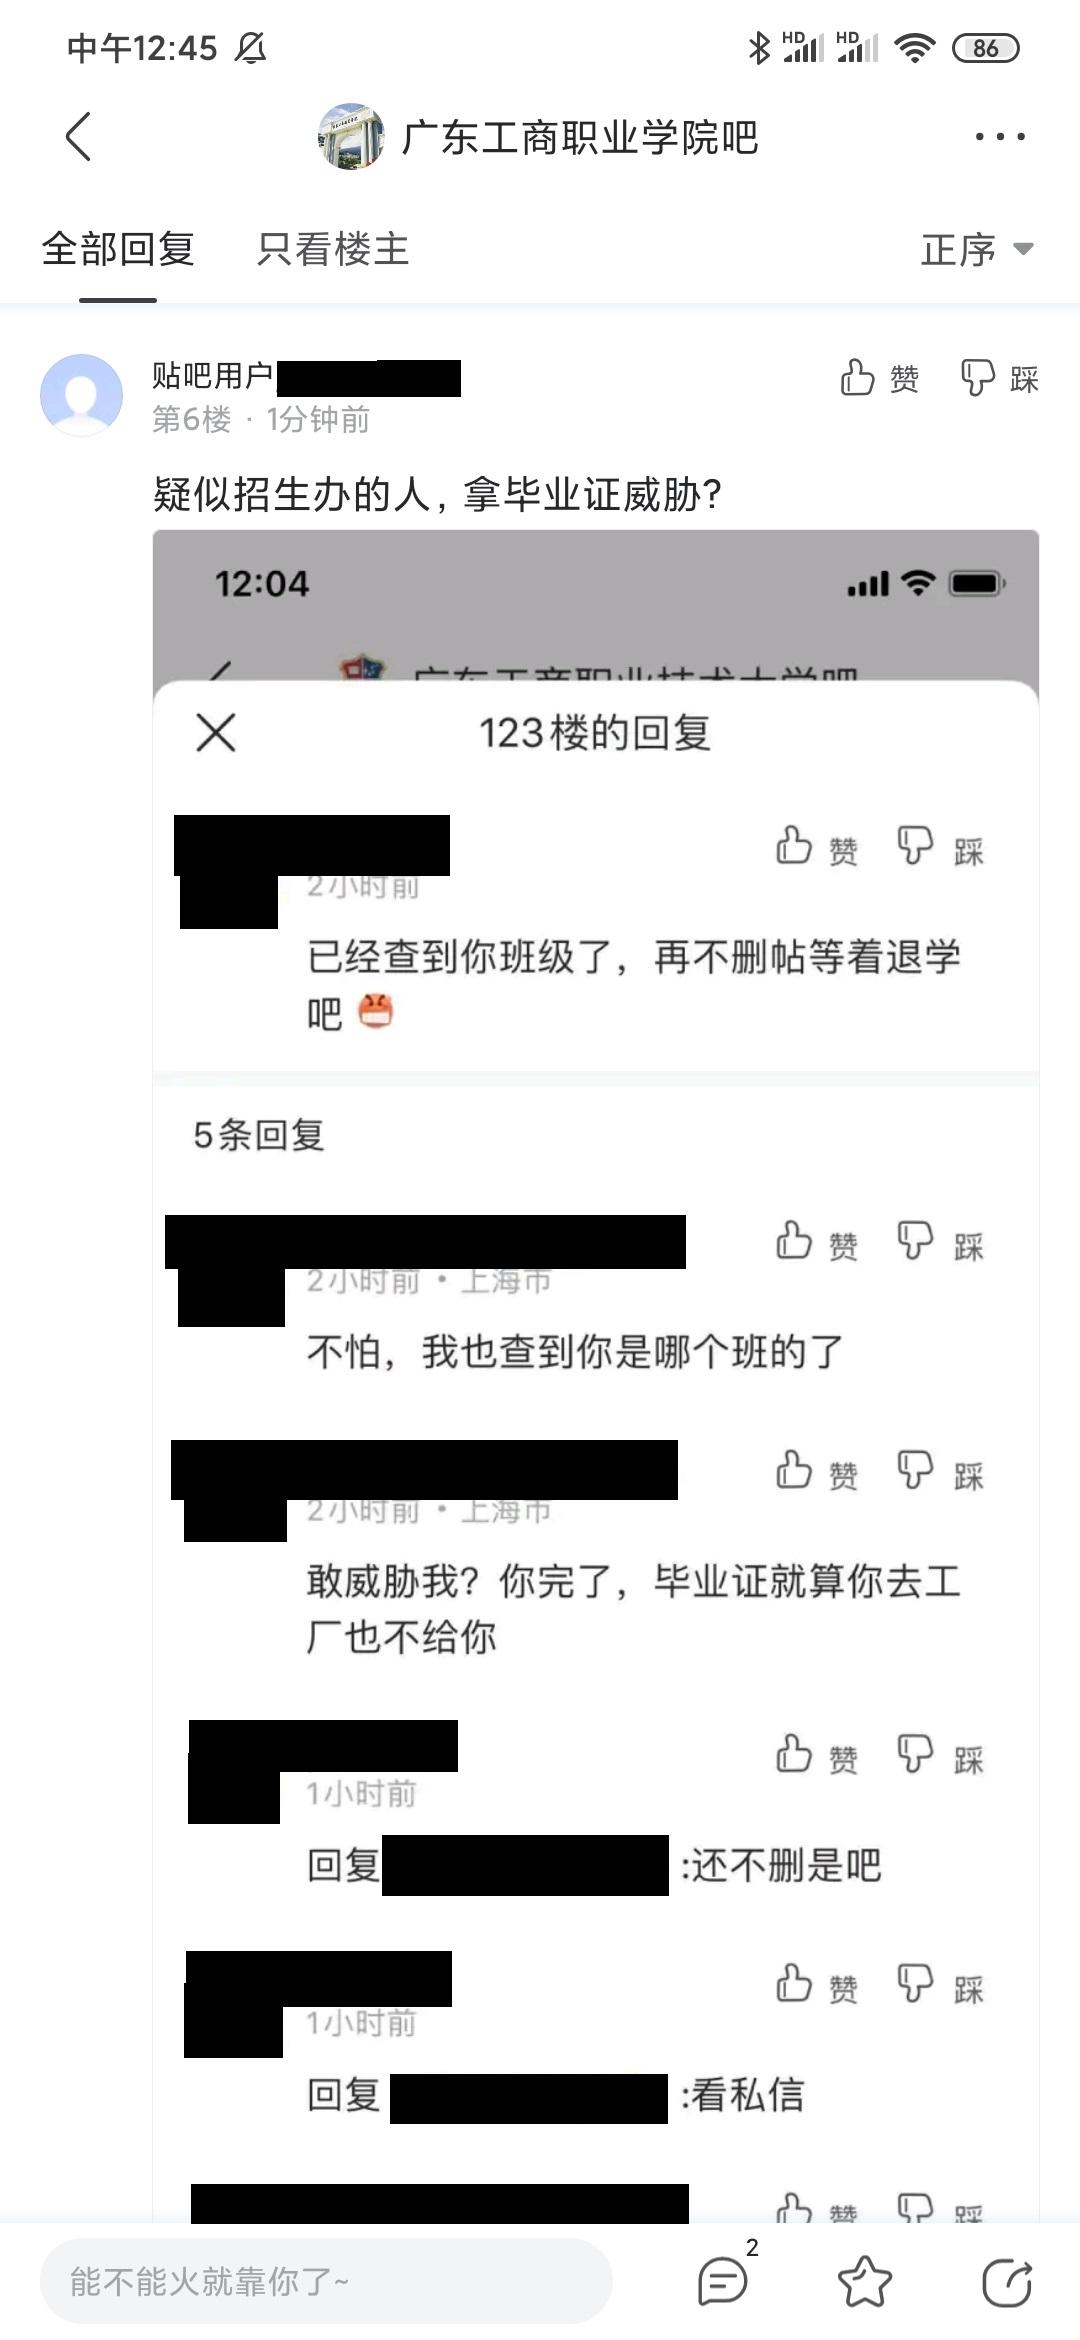 中午12:45
HD
HD
86
广东工商职业学院吧
全部回复
只看楼主
正序
贴吧用户
赞
踩
第6楼 · 1分钟前
疑似招生办的人，拿毕业证威胁?
12:04
广东工商职业技术大学吧
123楼的回复
赞
踩
2小时前
已经查到你班级了，再不删帖等着退学
吧
5条回复
赞
踩
2小时前 • 上海市
不怕，我也查到你是哪个班的了
赞
踩
2小时前 • 上海市
敢威胁我？你完了，毕业证就算你去工
厂也不给你
赞
踩
1小时前
回复
:还不删是吧
赞
踩
1小时前
回复
:看私信
赞
踩
能不能火就靠你了~
2